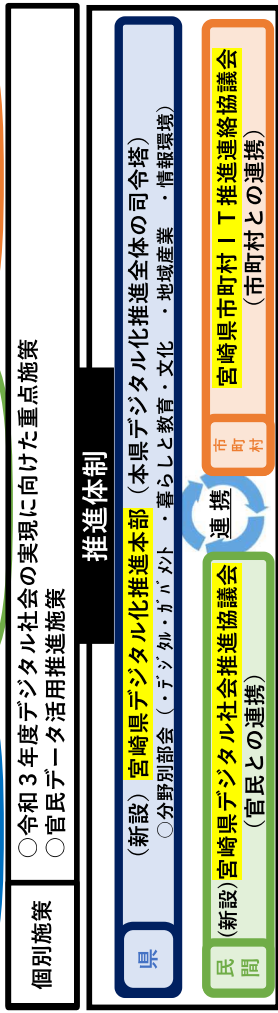 個別施策
○令和３年度デジタル社会の実現に向けた重点施策
○官民データ活用推進施策
推進体制
県
（新設）宮崎県デジタル化推進本部（本県デジタル化推進全体の司令塔）
○分野別部会（・デジタル・ガバメント　・暮らしと教育・文化　・地域産業　・情報環境）
民間
（新設）宮崎県デジタル社会推進協議会
（官民との連携）
連携
市町村
宮崎県市町村ＩＴ推進連絡協議会
（市町村との連携）